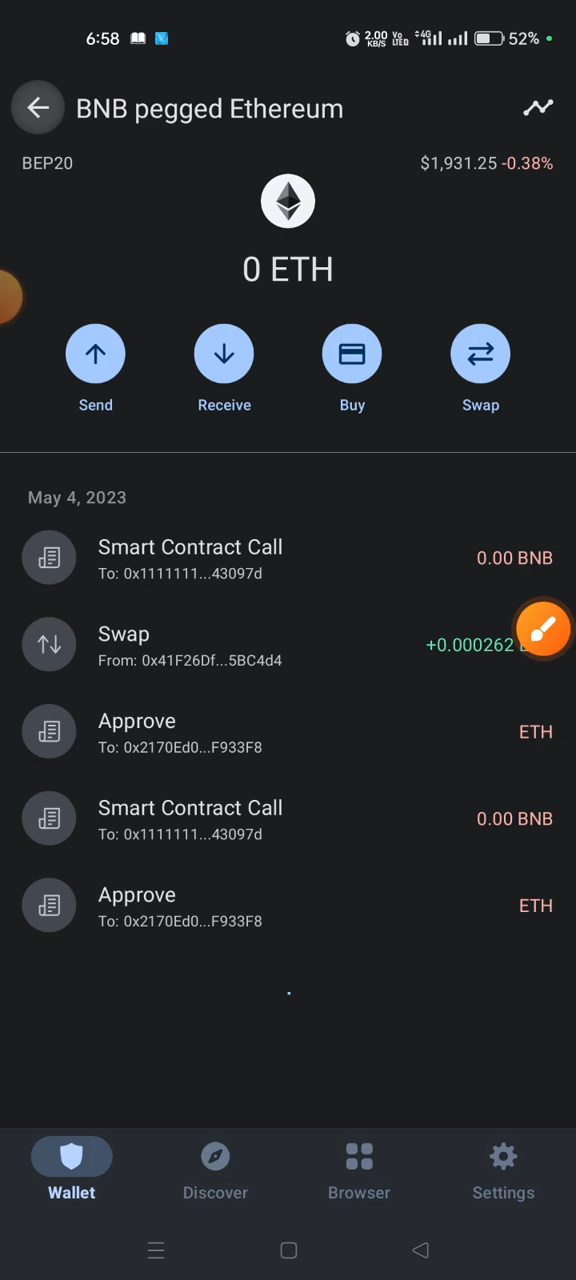 6:58
2.00 KB/S
Vo LTED
4G
52%
BNB pegged Ethereum
BEP20
$1,931.25 -0.38%
0 ETH
Send
Receive
Buy
Swap
May 4, 2023
Smart Contract Call
0.00 BNB
To: 0x1111111...43097d
Swap
+0.000262
From: 0x41F26Df...5BC4d4
Approve
ETH
To: 0x2170Ed0...F933F8
Smart Contract Call
0.00 BNB
To: 0x1111111...43097d
Approve
ETH
To: 0x2170Ed0...F933F8
Wallet
Discover
Browser
Settings